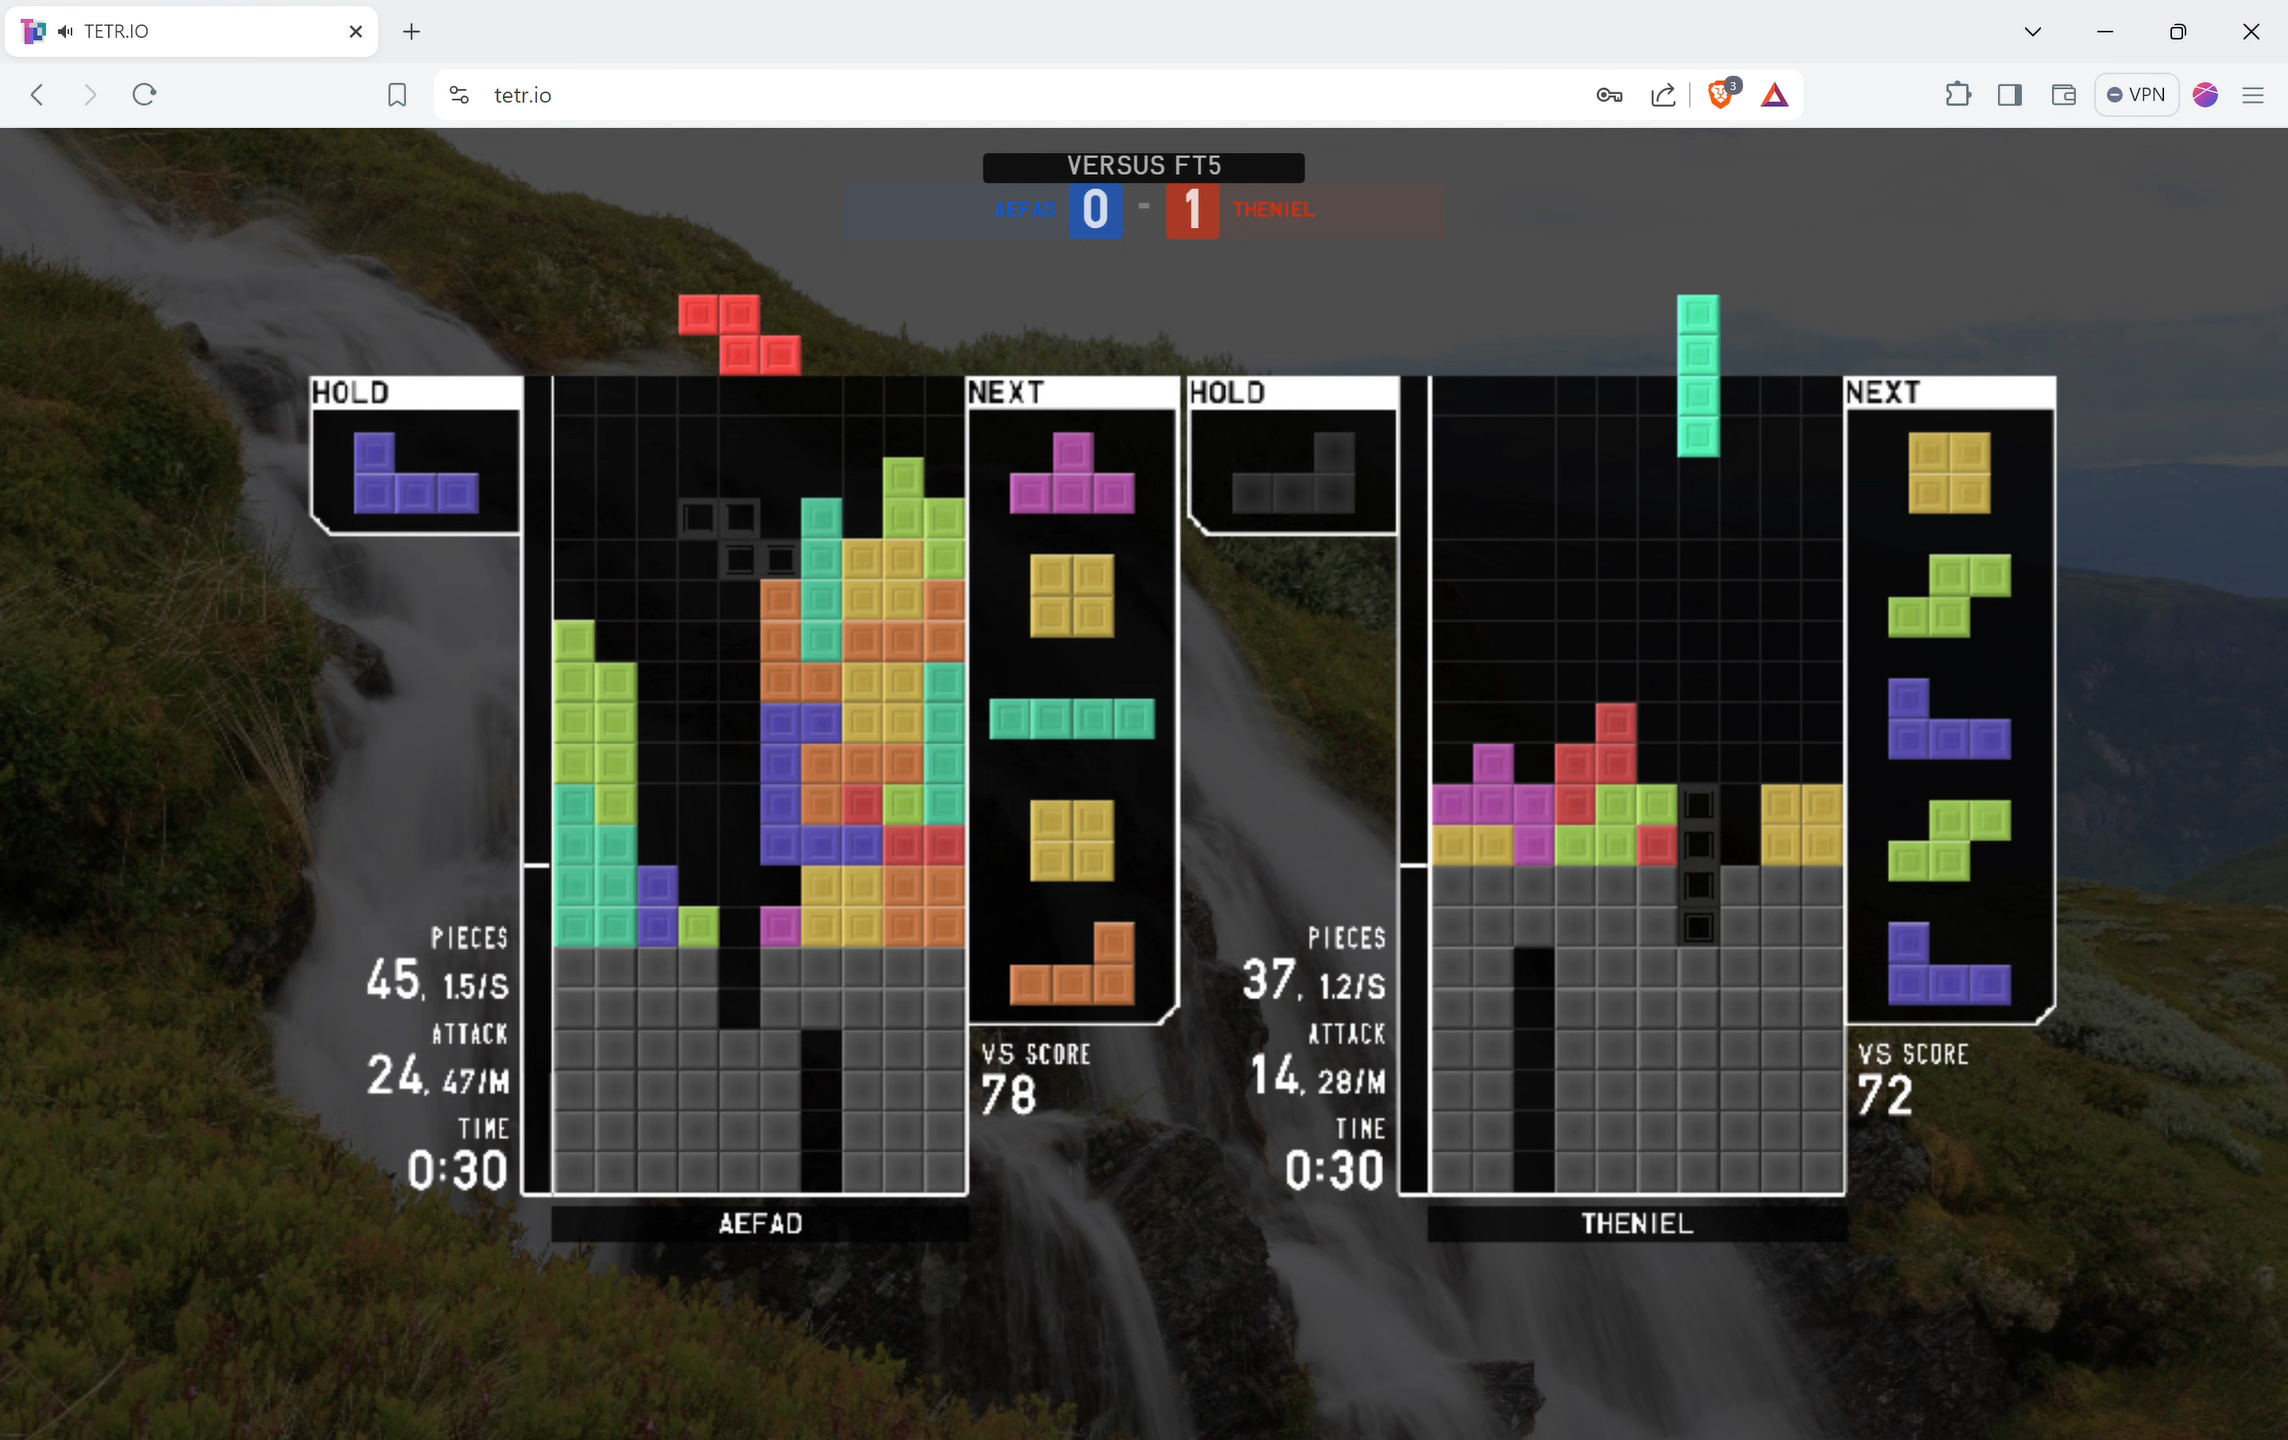 TETR.IO
tetr.io
3
VPN
VERSUS FT5
AEFAD 0 - 1 THENIEL
HOLD
NEXT
HOLD
NEXT
PIECES
45, 1.5/S
ATTACK
24, 47/M
TIME
0:30
VS SCORE
78
PIECES
37, 1.2/S
ATTACK
14, 28/M
TIME
0:30
VS SCORE
72
AEFAD
THENIEL